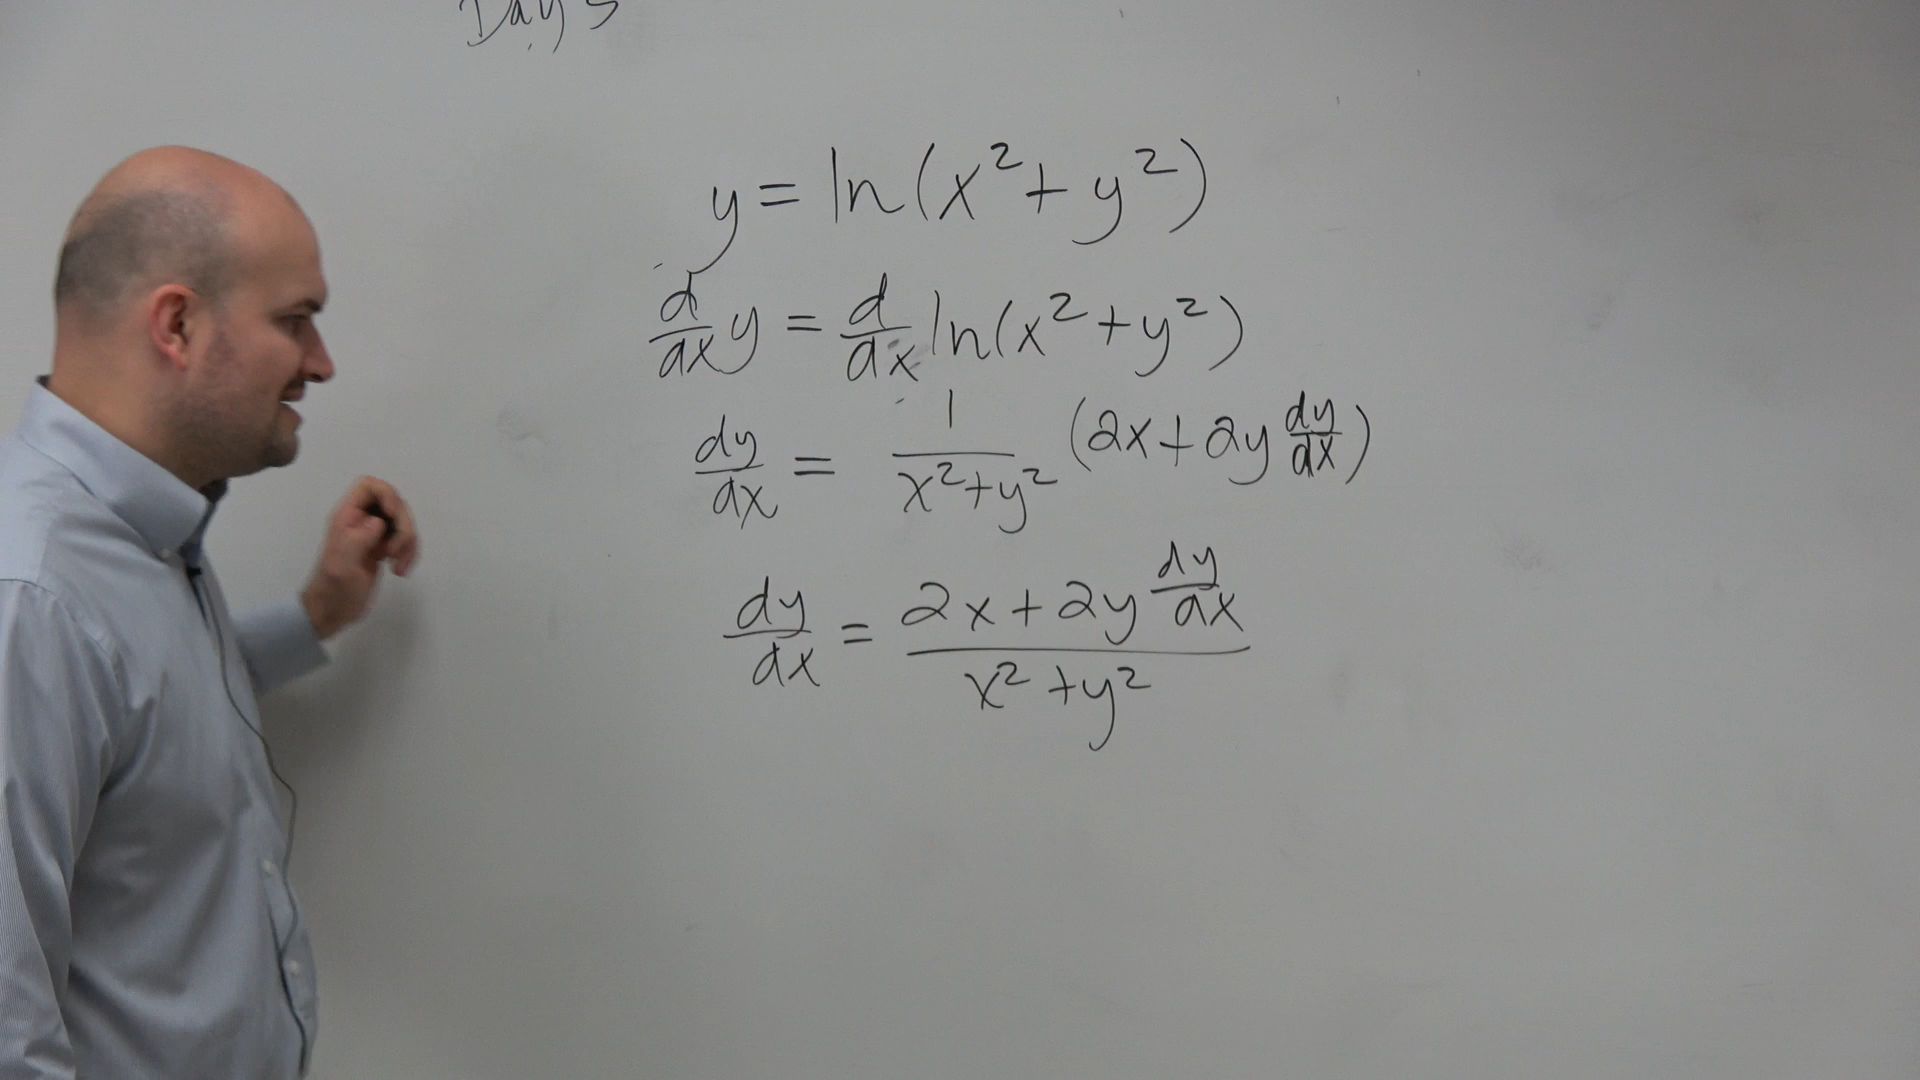 Day 3
y = ln(x² + y²)
d/dx y = d/dx ln(x² + y²)
dy/dx = 1/(x² + y²) (2x + 2y dy/dx)
dy/dx = (2x + 2y dy/dx)/(x² + y²)